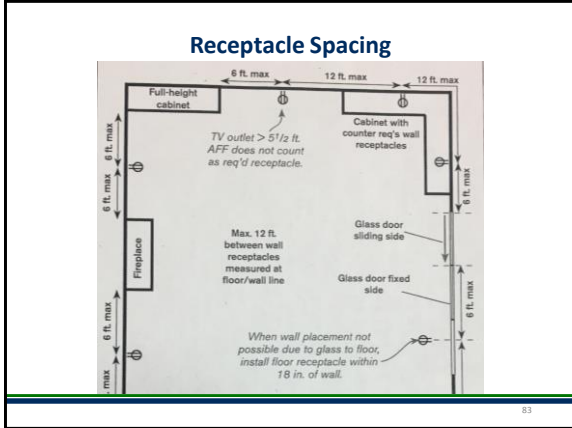 Receptacle Spacing
6 ft. max
12 ft. max
12 ft. max
Full-height
cabinet
TV outlet > 5 1/2 ft.
AFF does not count
as req'd receptacle.
Cabinet with
counter req's wall
receptacles
6 ft. max
6 ft. max
6 ft. max
Fireplace
Max. 12 ft.
between wall
receptacles
measured at
floor/wall line
Glass door
sliding side
Glass door fixed
side
6 ft. max
6 ft. max
When wall placement not
possible due to glass to floor,
install floor receptacle within
18 in. of wall.
max
83